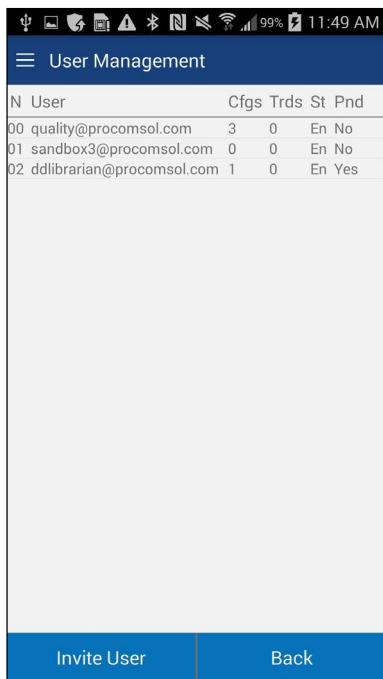 99% 11:49 AM
User Management
N User Cfgs Trds St Pnd
00 quality@procomsol.com 3 0 En No
01 sandbox3@procomsol.com 0 0 En No
02 ddlibrarian@procomsol.com 1 0 En Yes
Invite User Back